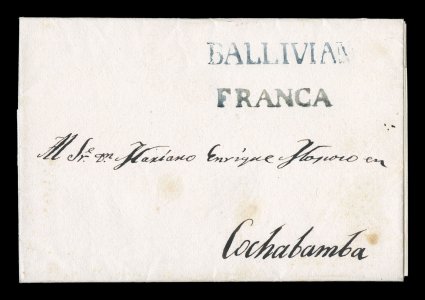 BALLIVIAN
FRANCA
Al Sr. Dn. Mariano Enrique en
Cochabamba